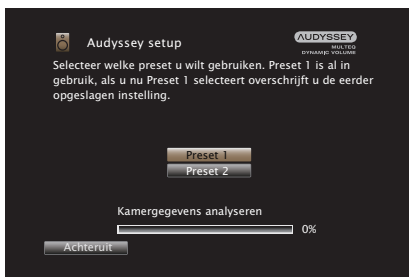 Audyssey setup
AUDYSSEY
MULTEQ
DYNAMIC VOLUME
Selecteer welke preset u wilt gebruiken. Preset 1 is al in
gebruik, als u nu Preset 1 selecteert overschrijft u de eerder
opgeslagen instelling.
Preset 1
Preset 2
Kamergegevens analyseren
0%
Achteruit